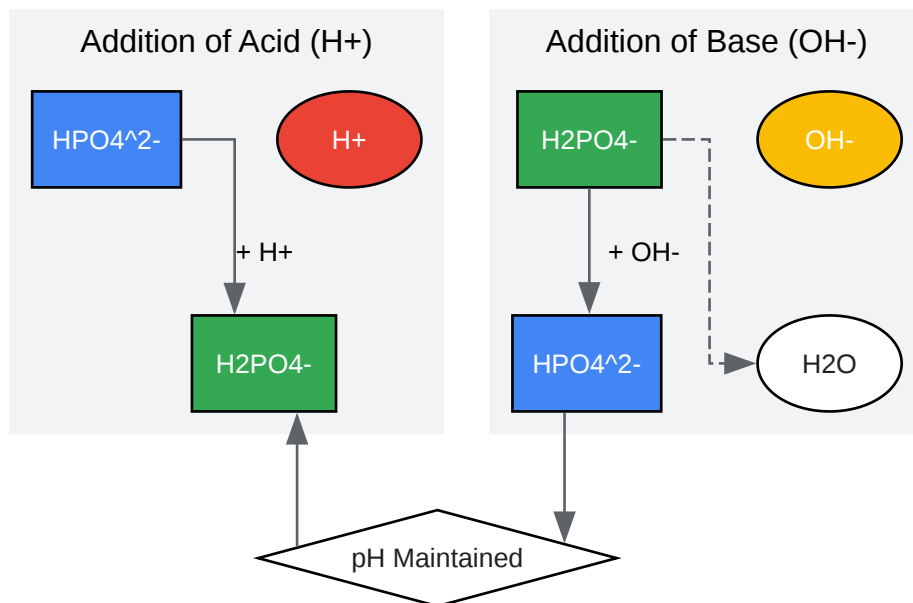 Addition of Acid (H+)
HPO4^2-
H+
+ H+
H2PO4-
Addition of Base (OH-)
H2PO4-
OH-
+ OH-
HPO4^2-
H2O
pH Maintained